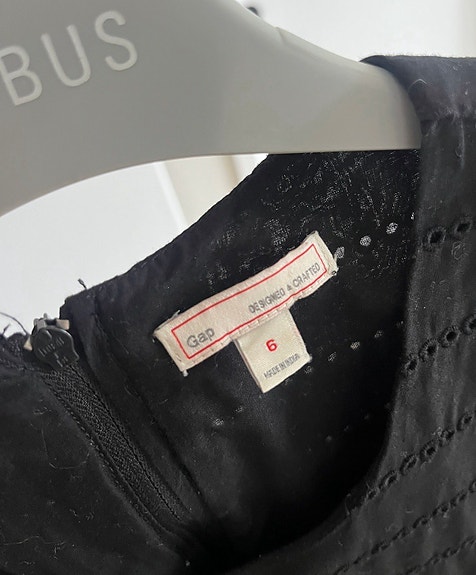 BUS
Gap
DESIGNED & CRAFTED
6
MADE IN INDIA